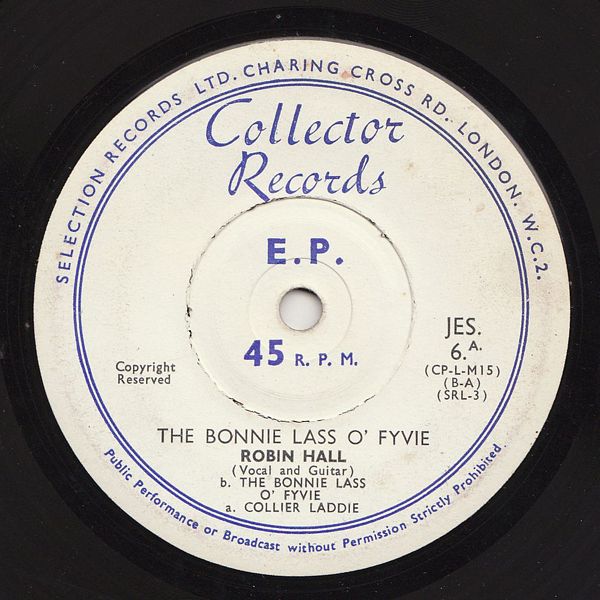 SELECTION RECORDS LTD. CHARING CROSS RD. LONDON. W.C.2.
Collector
Records
E.P.
45 R. P. M.
JES.
6.A.
(CP-L-M15)
(B-A)
(SRL-3)
Copyright
Reserved
THE BONNIE LASS O' FYVIE
ROBIN HALL
(Vocal and Guitar)
b. THE BONNIE LASS
O' FYVIE
a. COLLIER LADDIE
Public Performance or Broadcast without Permission Strictly Prohibited.